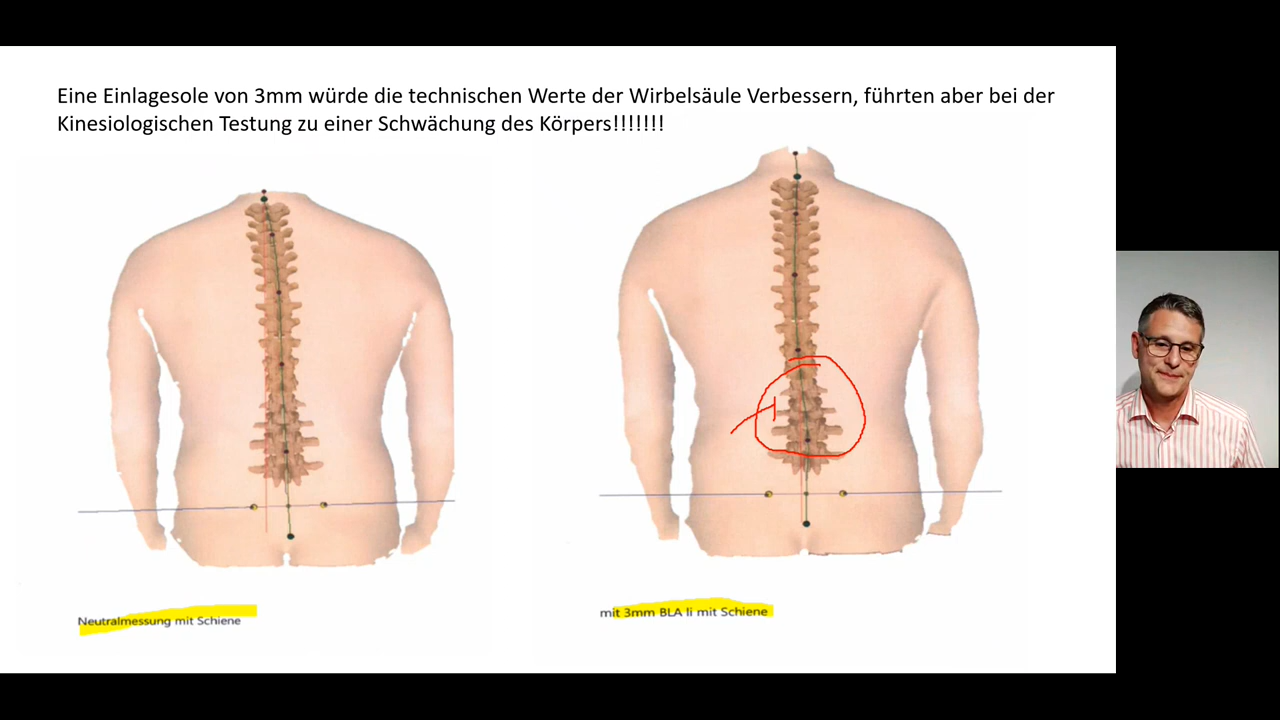 Eine Einlagesole von 3mm würde die technischen Werte der Wirbelsäule Verbessern, führten aber bei der
Kinesiologischen Testung zu einer Schwächung des Körpers!!!!!!!
Neutralmessung mit Schiene
mit 3mm BLA li mit Schiene